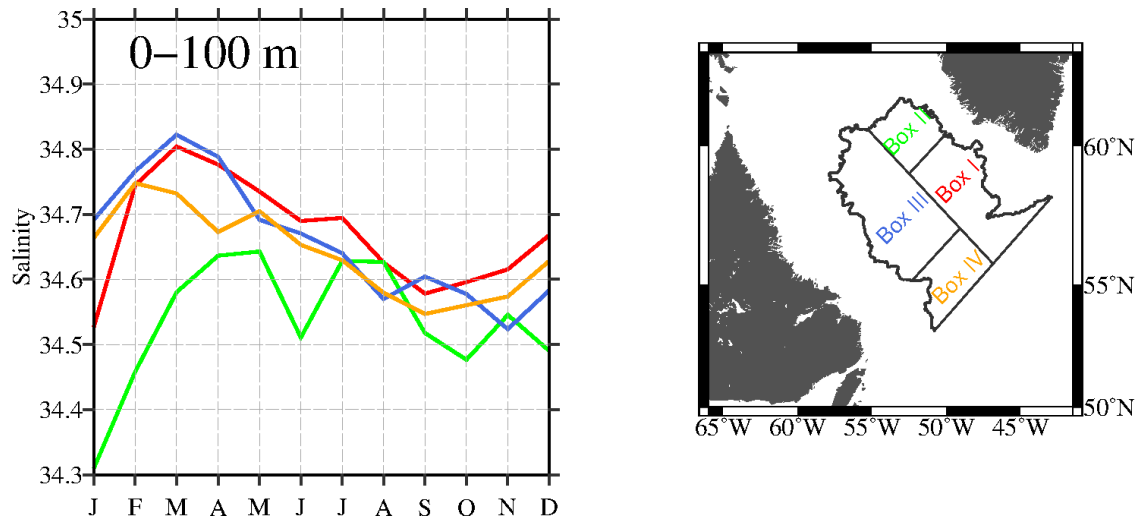 35
0–100 m
34.9
34.8
34.7
34.6
34.5
34.4
34.3
Salinity
J F M A M J J A S O N D
Box II
Box I
Box III
Box IV
60°N
55°N
50°N
65°W 60°W 55°W 50°W 45°W